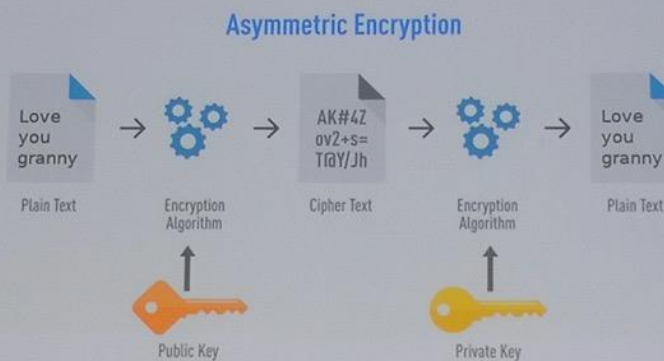 Asymmetric Encryption
Love
you
granny
AK#4Z
ov2+s=
T@Y/Jh
Love
you
granny
Plain Text
Encryption
Algorithm
Cipher Text
Encryption
Algorithm
Plain Text
Public Key
Private Key